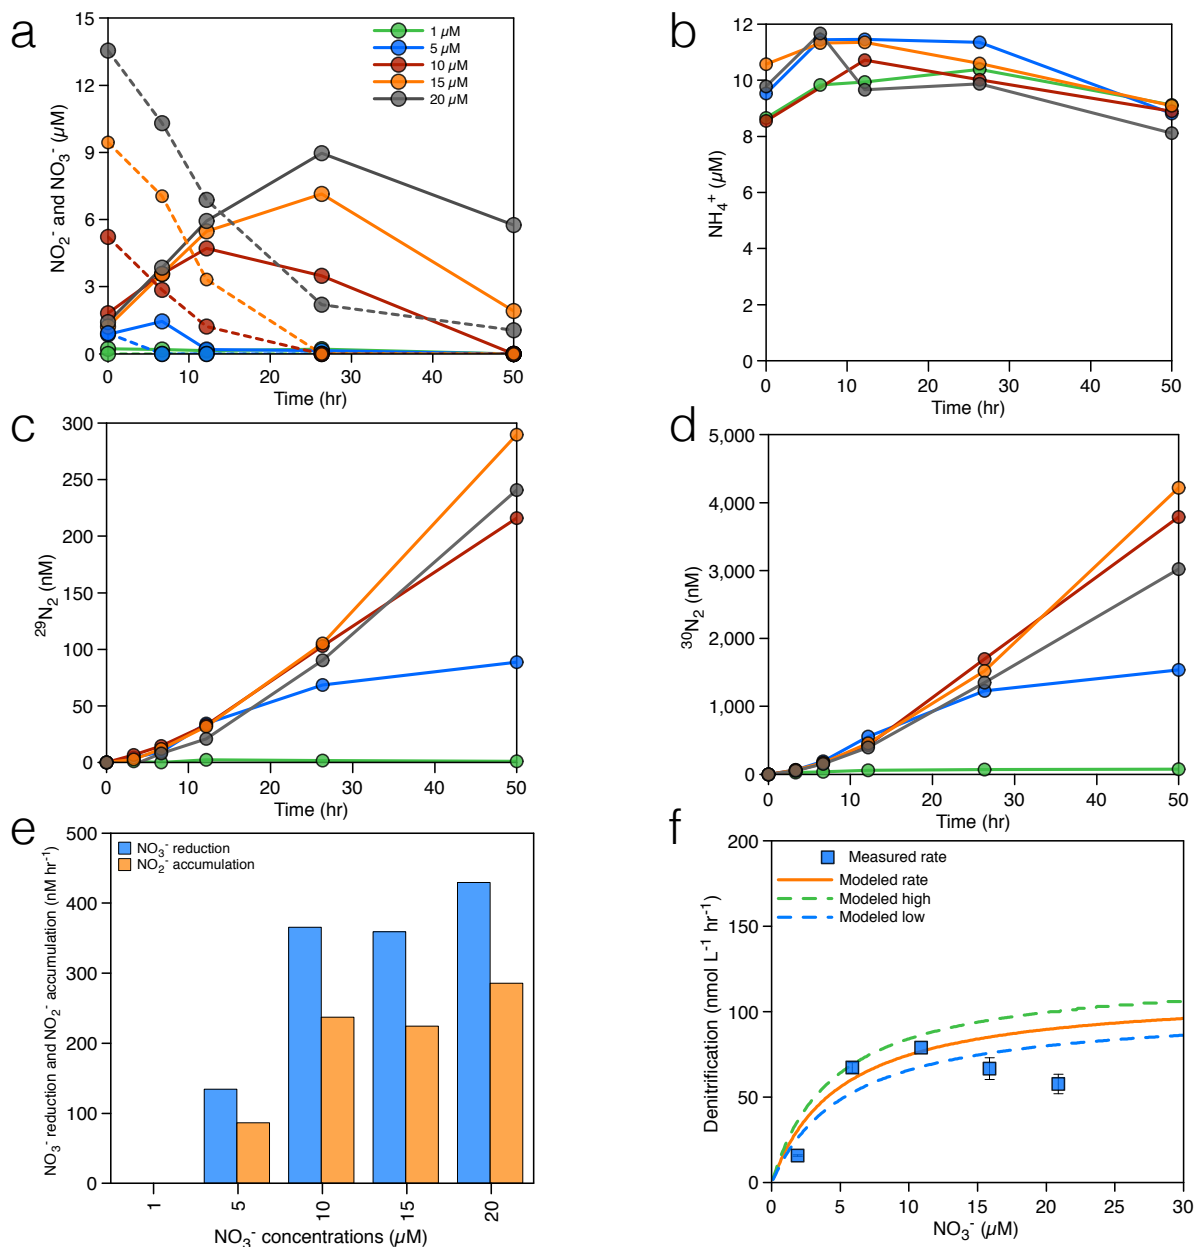 a
15
12
9
6
3
0
NO2- and NO3- (µM)
1 µM
5 µM
10 µM
15 µM
20 µM
0 10 20 30 40 50
Time (hr)
b
12
10
8
6
4
2
0
NH4+ (µM)
0 10 20 30 40 50
Time (hr)
c
300
250
200
150
100
50
0
29N2 (nM)
0 10 20 30 40 50
Time (hr)
d
5,000
4,000
3,000
2,000
1,000
0
30N2 (nM)
0 10 20 30 40 50
Time (hr)
e
500
400
300
200
100
0
NO3- reduction and NO2- accumulation (nM hr-1)
NO3- reduction
NO2- accumulation
1 5 10 15 20
NO3- concentrations (µM)
f
200
150
100
50
0
Denitrification (nmol L-1 hr-1)
Measured rate
Modeled rate
Modeled high
Modeled low
0 5 10 15 20 25 30
NO3- (µM)